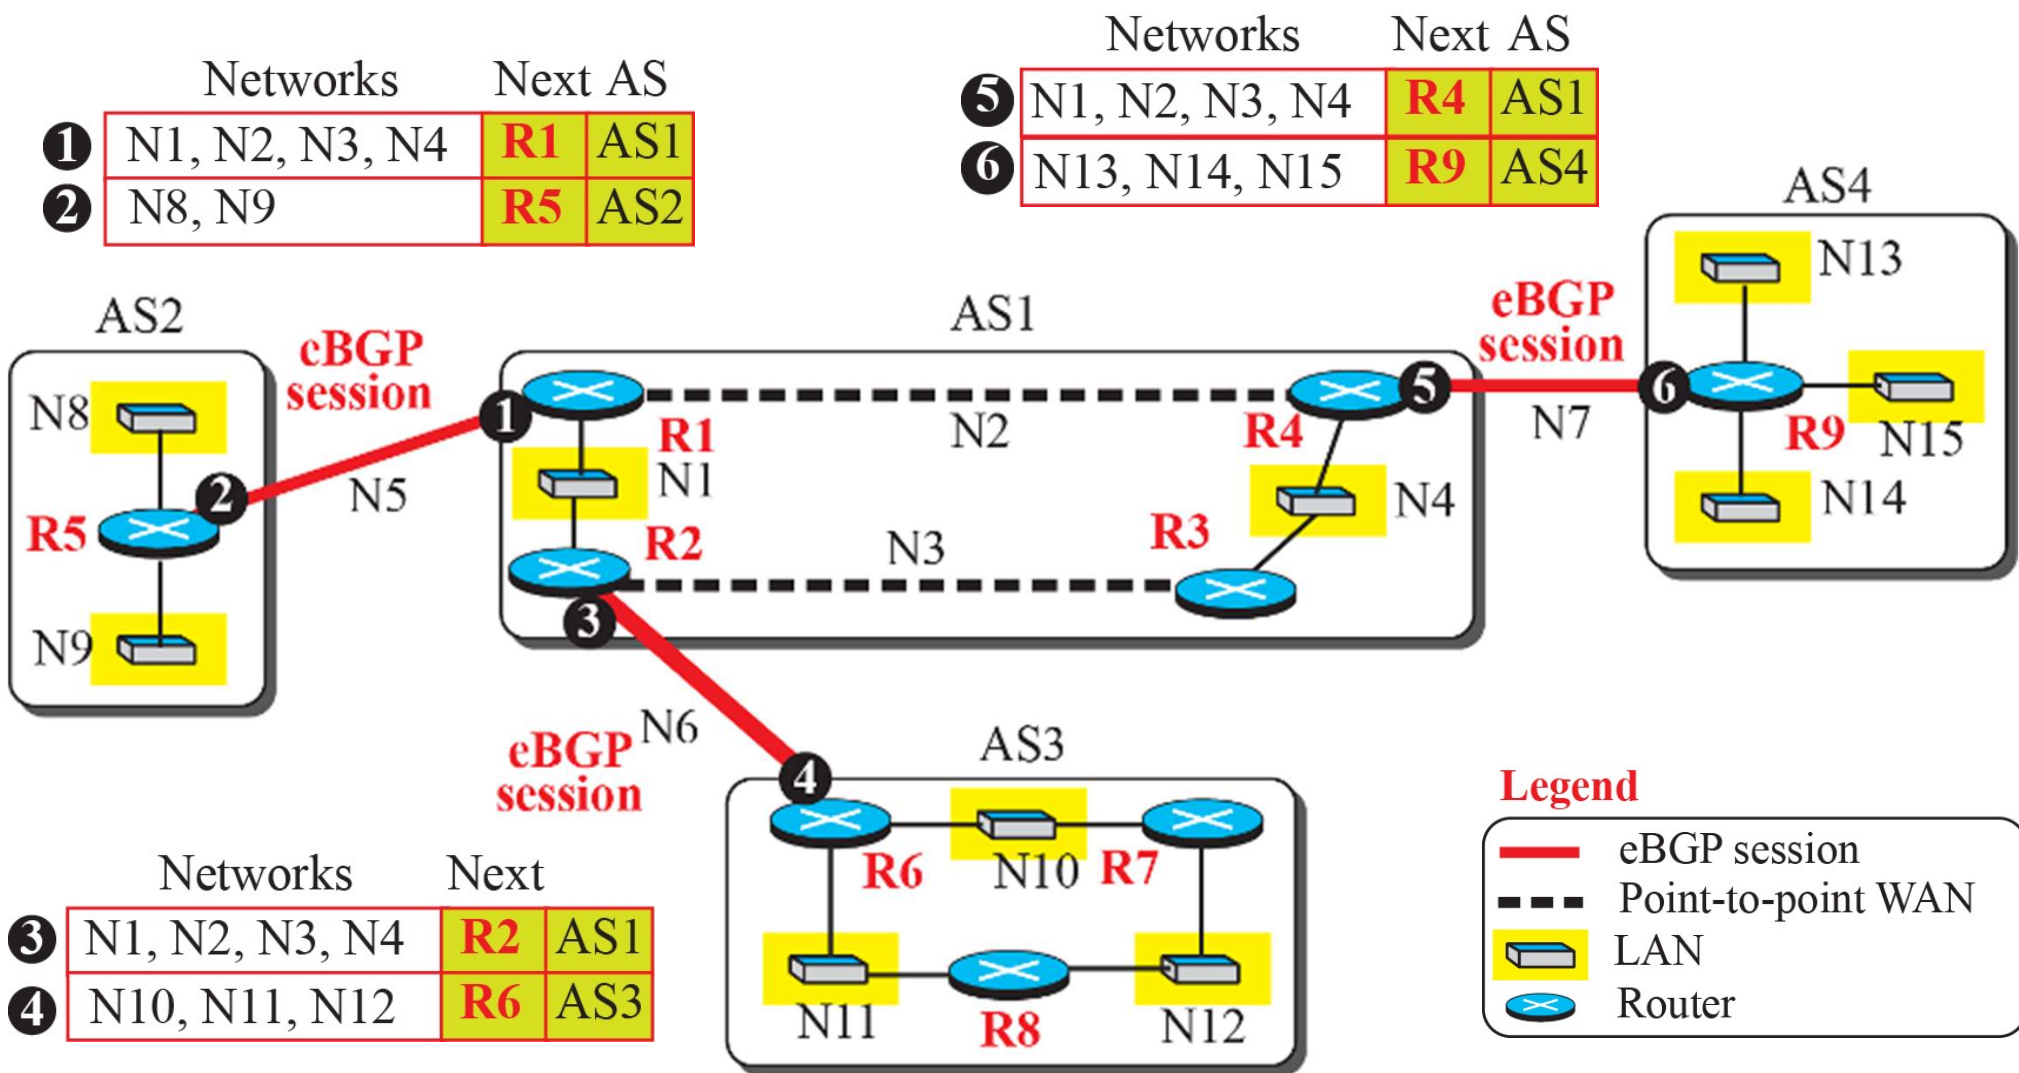 Networks Next AS
1 N1, N2, N3, N4 R1 AS1
2 N8, N9 R5 AS2
Networks Next AS
5 N1, N2, N3, N4 R4 AS1
6 N13, N14, N15 R9 AS4
AS2
N8
R5
N9
2
eBGP
session
N5
AS1
1
R1
N1
R2
3
N2
N3
R4
R3
N4
5
eBGP
session
N7
AS4
6
N13
R9
N15
N14
eBGP
session
N6
AS3
4
R6
N10
R7
N11
R8
N12
Networks Next
3 N1, N2, N3, N4 R2 AS1
4 N10, N11, N12 R6 AS3
Legend
eBGP session
Point-to-point WAN
LAN
Router